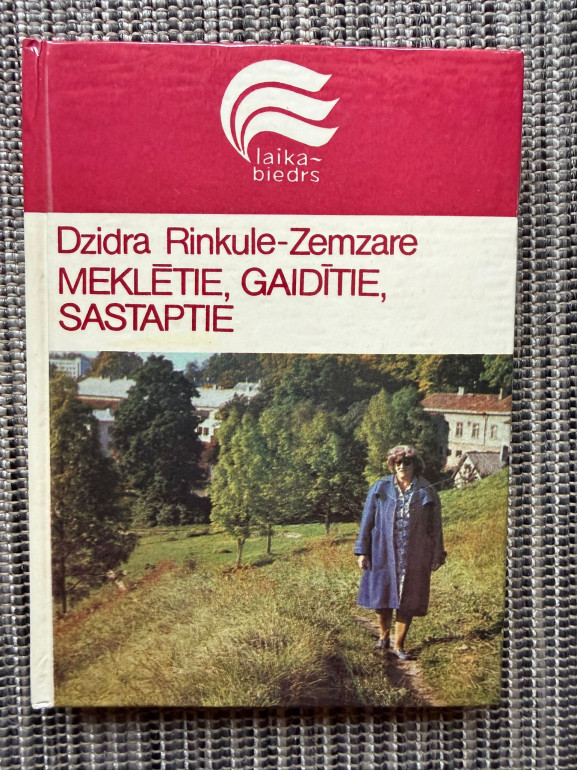 laika~
biedrs
Dzidra Rinkule-Zemzare
MEKLĒTIE, GAIDĪTIE,
SASTAPTIE